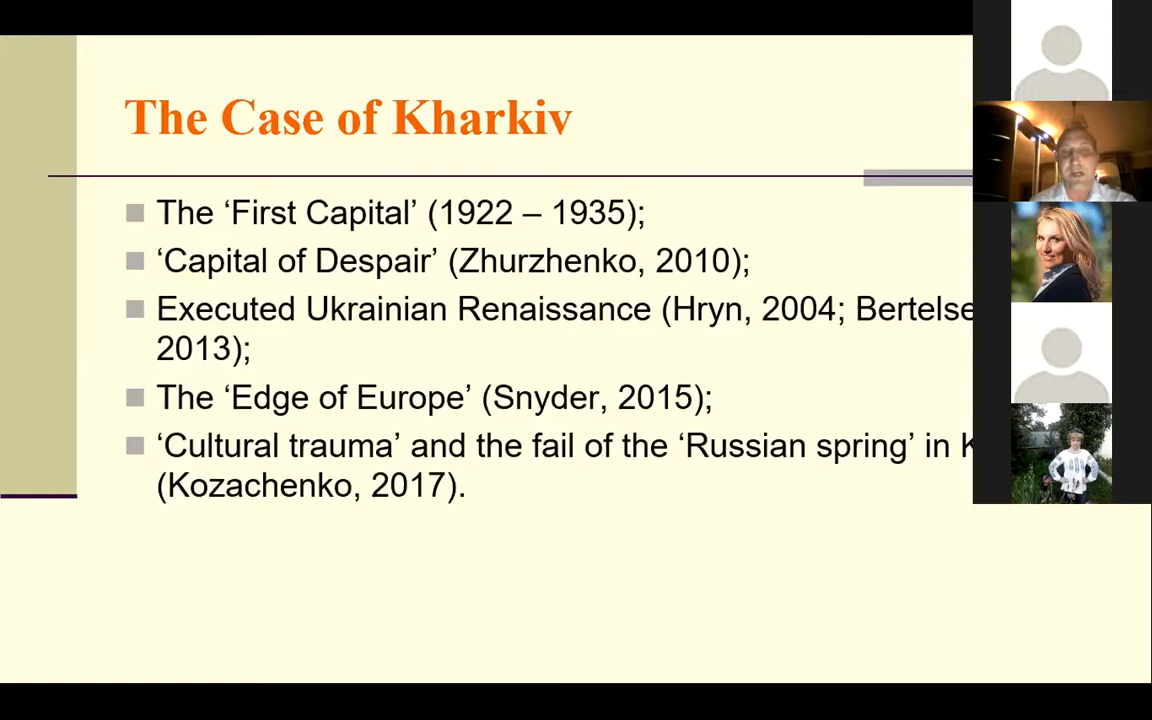 The Case of Kharkiv
The ‘First Capital’ (1922 – 1935);
‘Capital of Despair’ (Zhurzhenko, 2010);
Executed Ukrainian Renaissance (Hryn, 2004; Bertelse
2013);
The ‘Edge of Europe’ (Snyder, 2015);
‘Cultural trauma’ and the fail of the ‘Russian spring’ in K
(Kozachenko, 2017).